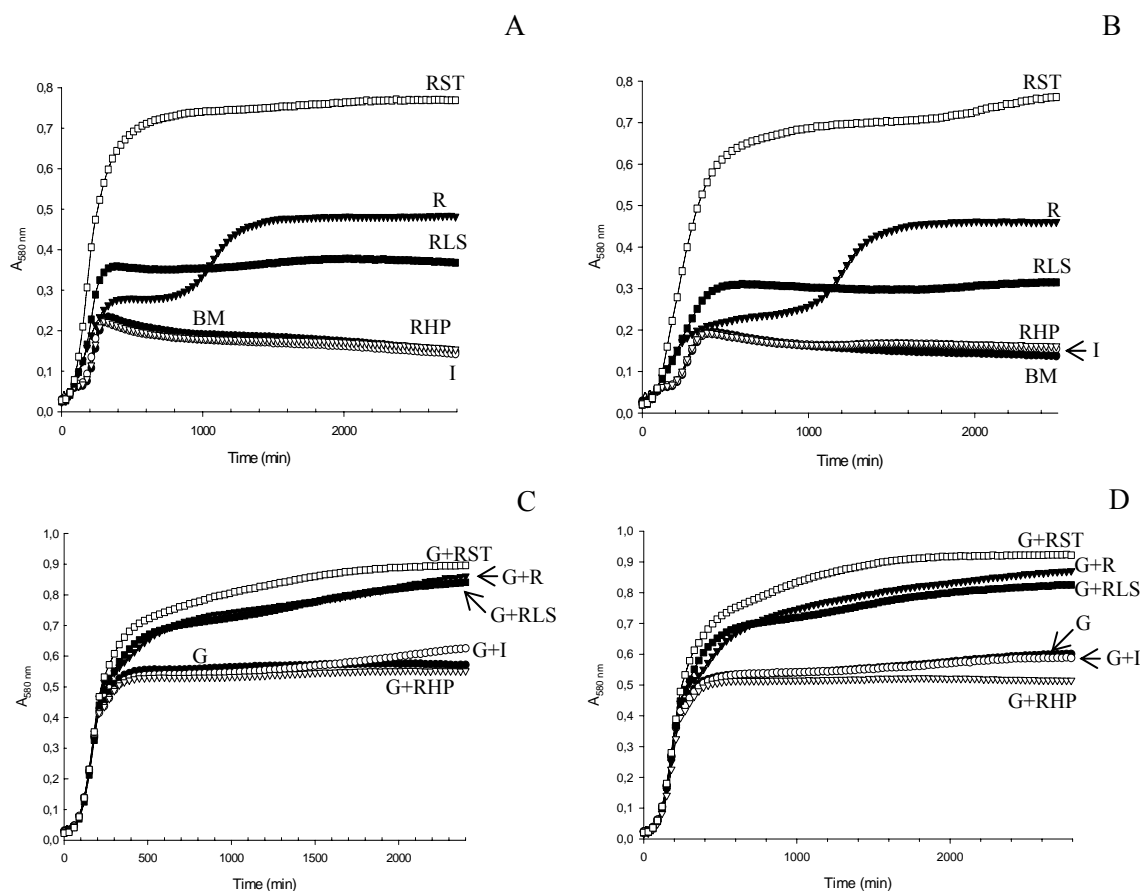 A
B
0,8
0,7
0,6
0,5
0,4
0,3
0,2
0,1
0,0
A580 nm
0
1000
2000
Time (min)
RST
R
RLS
BM
RHP
I
0,8
0,7
0,6
0,5
0,4
0,3
0,2
0,1
0,0
A580 nm
0
1000
2000
Time (min)
RST
R
RLS
RHP
I
BM
C
D
1,0
0,9
0,8
0,7
0,6
0,5
0,4
0,3
0,2
0,1
0,0
A580 nm
0
500
1000
1500
2000
Time (min)
G+RST
G+R
G+RLS
G
G+I
G+RHP
1,0
0,9
0,8
0,7
0,6
0,5
0,4
0,3
0,2
0,1
0,0
A580 nm
0
1000
2000
Time (min)
G+RST
G+R
G+RLS
G
G+I
G+RHP